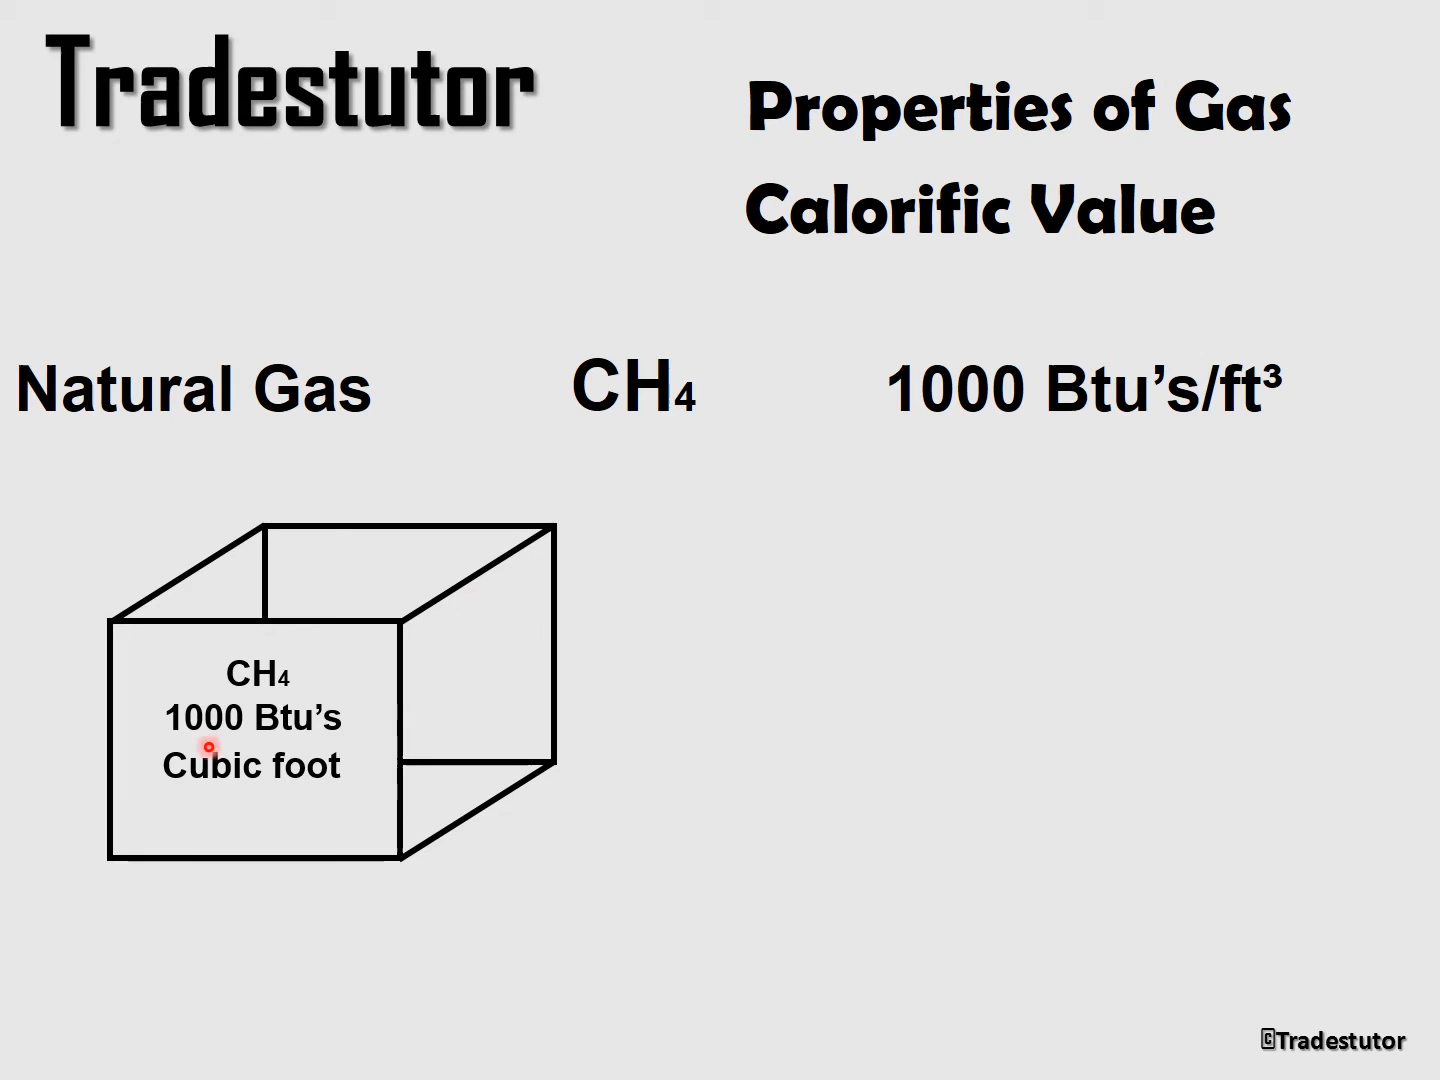 Tradestutor
Properties of Gas
Calorific Value
Natural Gas CH₄ 1000 Btu’s/ft³
CH₄
1000 Btu’s
Cubic foot
©Tradestutor